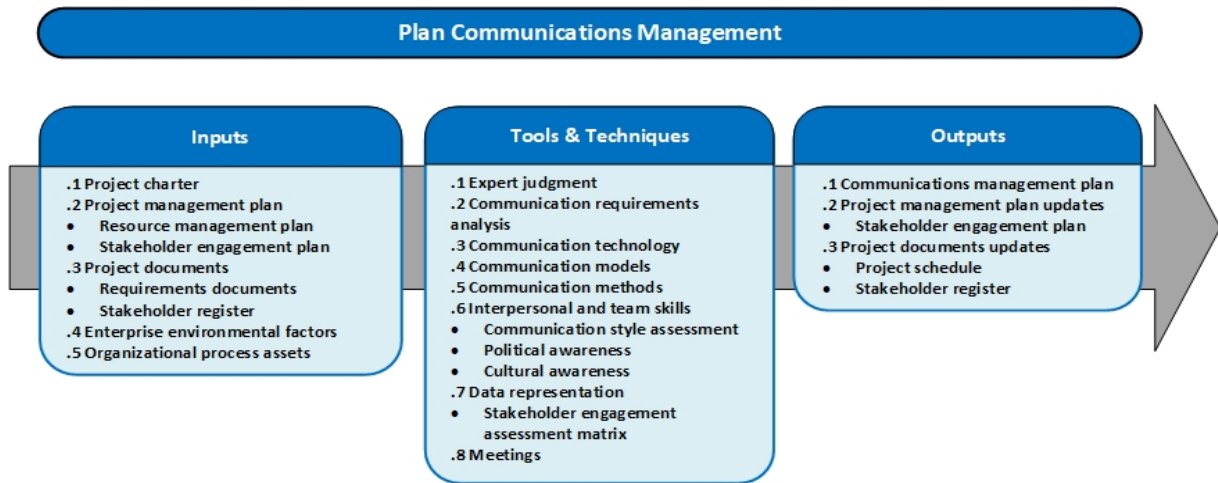 Plan Communications Management
Inputs
.1 Project charter
.2 Project management plan
• Resource management plan
• Stakeholder engagement plan
.3 Project documents
• Requirements documents
• Stakeholder register
.4 Enterprise environmental factors
.5 Organizational process assets
Tools & Techniques
.1 Expert judgment
.2 Communication requirements
analysis
.3 Communication technology
.4 Communication models
.5 Communication methods
.6 Interpersonal and team skills
• Communication style assessment
• Political awareness
• Cultural awareness
.7 Data representation
• Stakeholder engagement
assessment matrix
.8 Meetings
Outputs
.1 Communications management plan
.2 Project management plan updates
• Stakeholder engagement plan
.3 Project documents updates
• Project schedule
• Stakeholder register